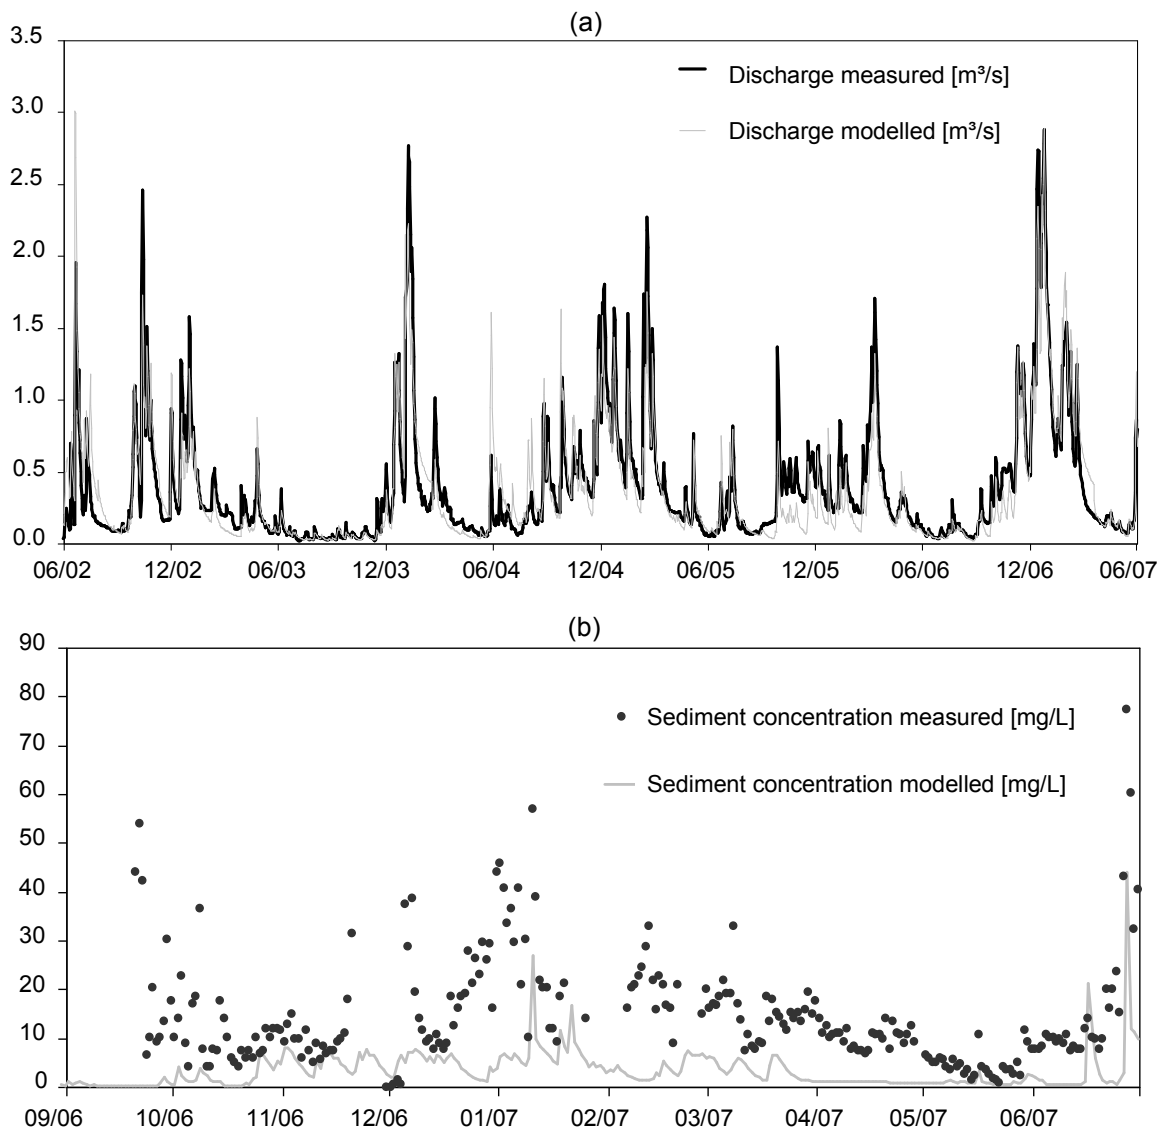 (a)
3.5
3.0
2.5
2.0
1.5
1.0
0.5
0.0
Discharge measured [m³/s]
Discharge modelled [m³/s]
06/02 12/02 06/03 12/03 06/04 12/04 06/05 12/05 06/06 12/06 06/07
(b)
90
80
70
60
50
40
30
20
10
0
Sediment concentration measured [mg/L]
Sediment concentration modelled [mg/L]
09/06 10/06 11/06 12/06 01/07 02/07 03/07 04/07 05/07 06/07